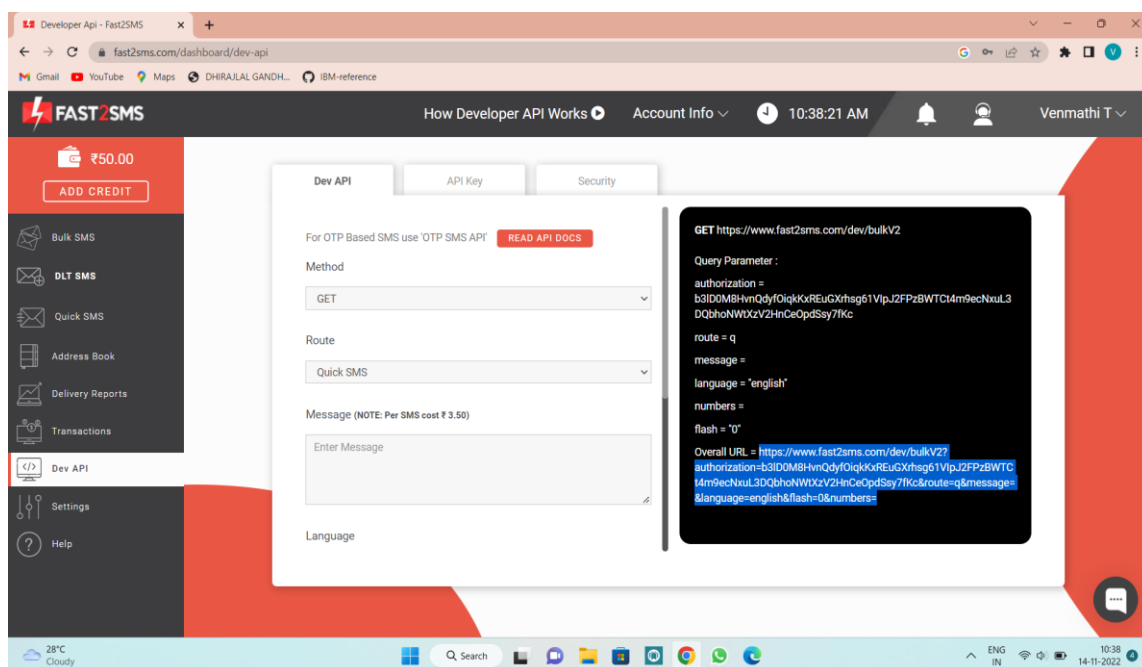 Developer Api - Fast2SMS
fast2sms.com/dashboard/dev-api
Gmail YouTube Maps DHIRAJLAL GANDH... IBM-reference
FAST2SMS How Developer API Works Account Info 10:38:21 AM Venmathi T
₹50.00
ADD CREDIT
Bulk SMS
DLT SMS
Quick SMS
Address Book
Delivery Reports
Transactions
Dev API
Settings
Help
Dev API API Key Security
For OTP Based SMS use 'OTP SMS API' READ API DOCS
Method
GET
Route
Quick SMS
Message (NOTE: Per SMS cost ₹ 3.50)
Enter Message
Language
GET https://www.fast2sms.com/dev/bulkV2
Query Parameter :
authorization =
route = q
message =
language = "english"
numbers =
flash = "0"
Overall URL = https://www.fast2sms.com/dev/bulkV2?
authorization=
&route=q&message=
&language=english&flash=0&numbers=
28°C
Cloudy
Search
ENG
IN
10:38
14-11-2022